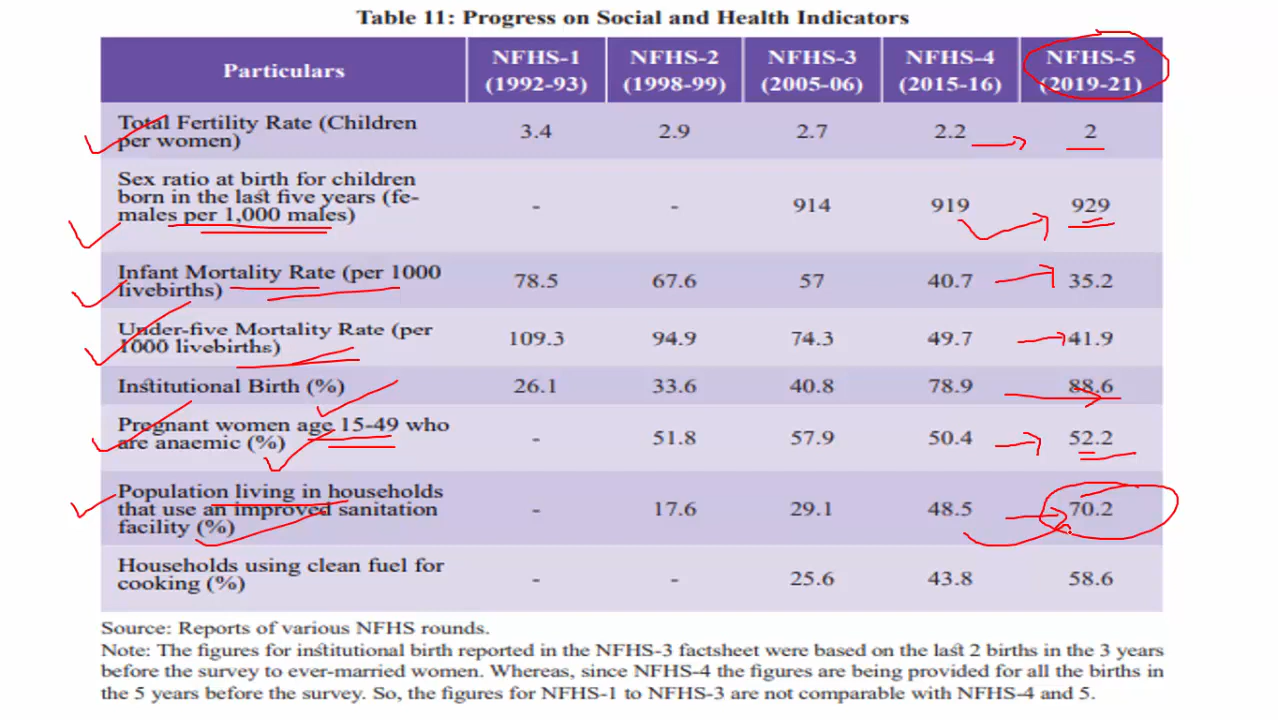 Table 11: Progress on Social and Health Indicators
Particulars NFHS-1 (1992-93) NFHS-2 (1998-99) NFHS-3 (2005-06) NFHS-4 (2015-16) NFHS-5 (2019-21)
Total Fertility Rate (Children
per women) 3.4 2.9 2.7 2.2 2
Sex ratio at birth for children
born in the last five years (fe-
males per 1,000 males) - - 914 919 929
Infant Mortality Rate (per 1000
livebirths) 78.5 67.6 57 40.7 35.2
Under-five Mortality Rate (per
1000 livebirths) 109.3 94.9 74.3 49.7 41.9
Institutional Birth (%) 26.1 33.6 40.8 78.9 88.6
Pregnant women age 15-49 who
are anaemic (%) - 51.8 57.9 50.4 52.2
Population living in households
that use an improved sanitation
facility (%) - 17.6 29.1 48.5 70.2
Households using clean fuel for
cooking (%) - - 25.6 43.8 58.6
Source: Reports of various NFHS rounds.
Note: The figures for institutional birth reported in the NFHS-3 factsheet were based on the last 2 births in the 3 years
before the survey to ever-married women. Whereas, since NFHS-4 the figures are being provided for all the births in
the 5 years before the survey. So, the figures for NFHS-1 to NFHS-3 are not comparable with NFHS-4 and 5.